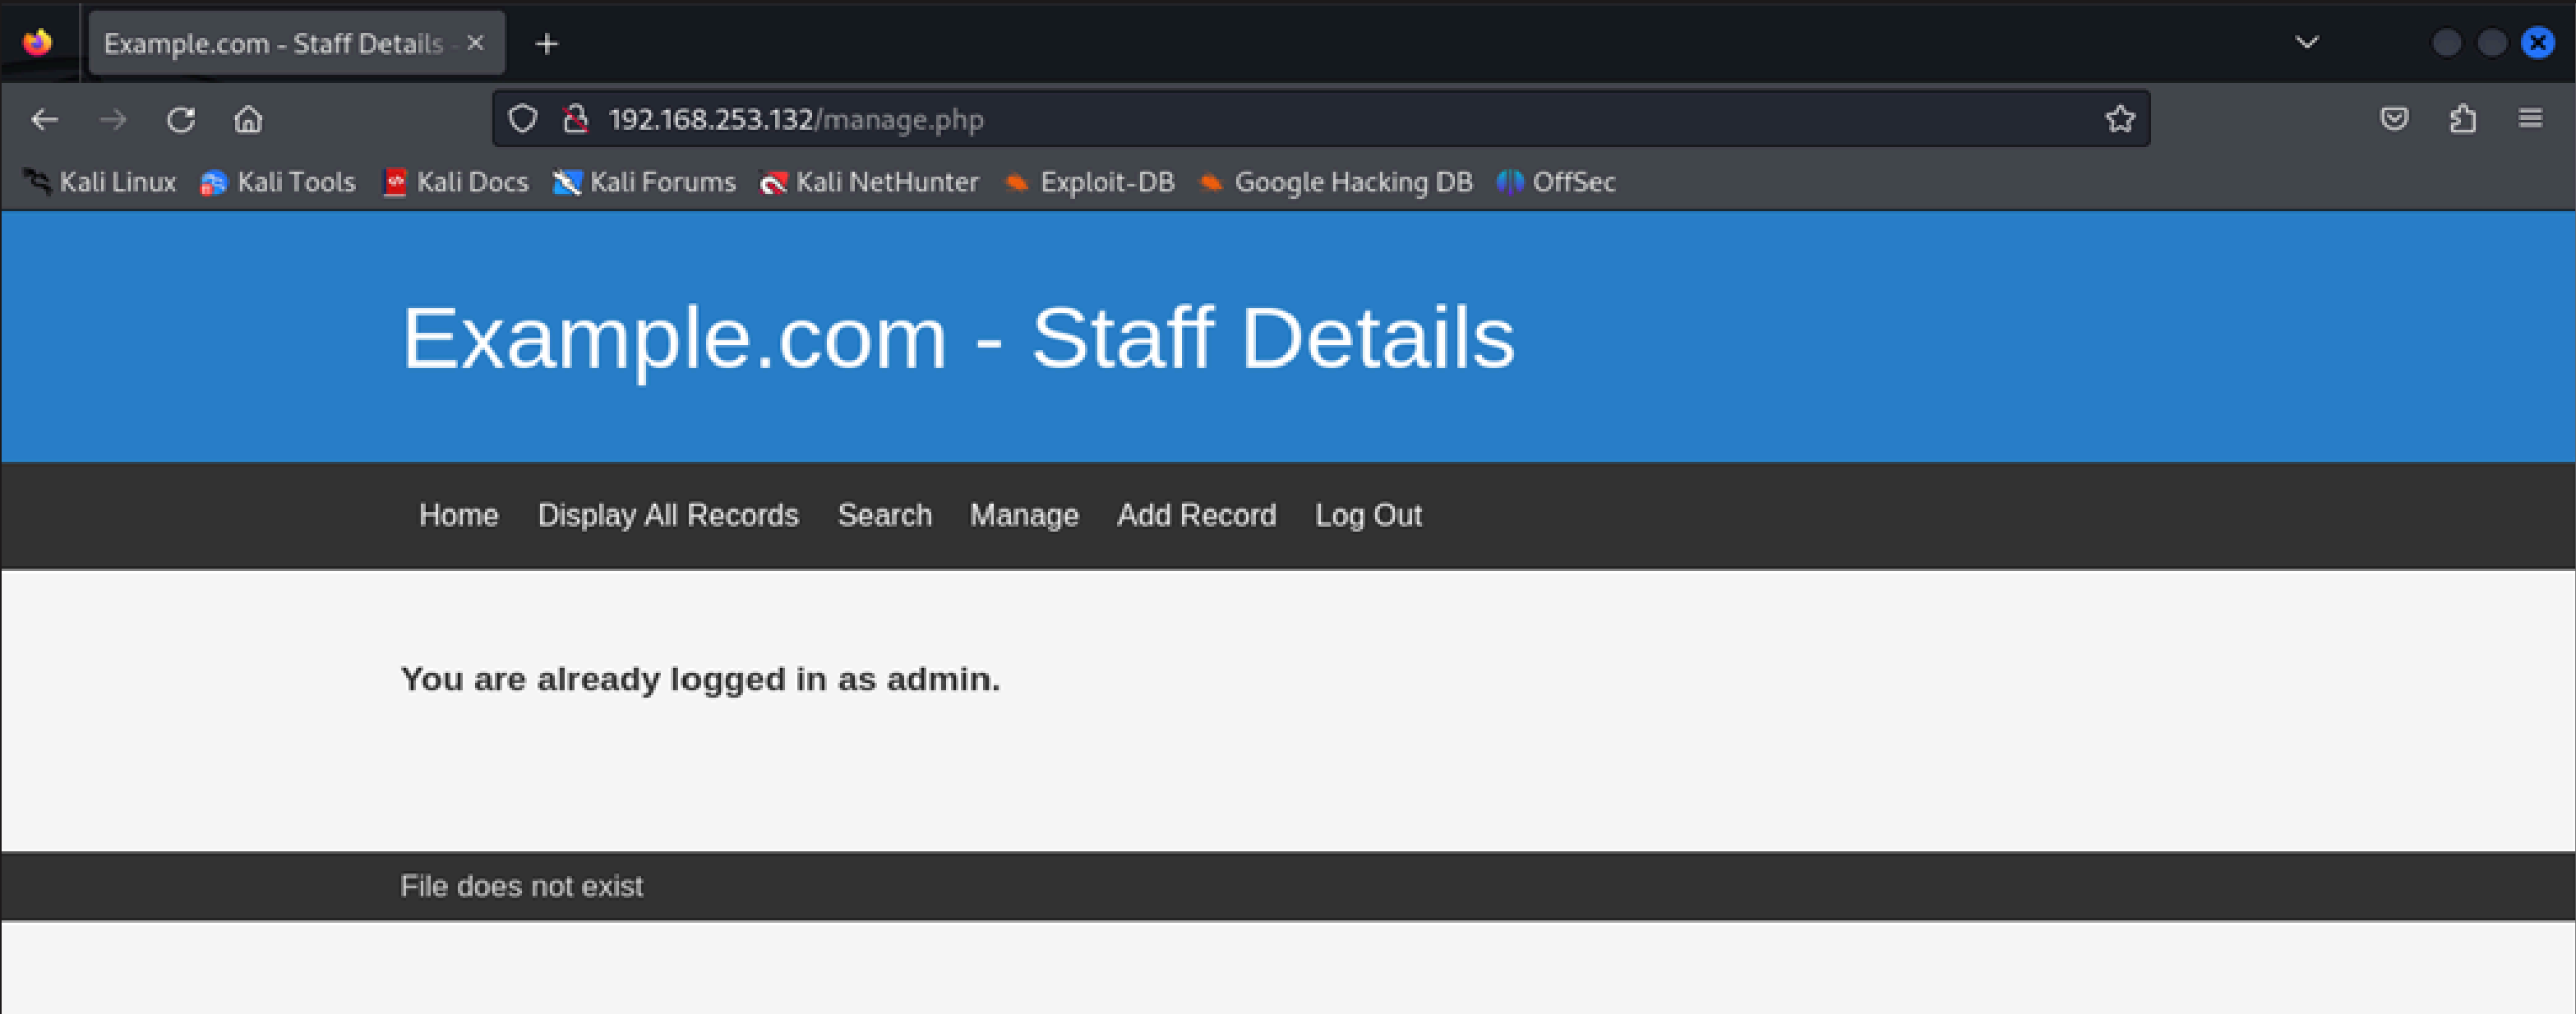 Example.com - Staff Details -
192.168.253.132/manage.php
Kali Linux Kali Tools Kali Docs Kali Forums Kali NetHunter Exploit-DB Google Hacking DB OffSec
Example.com - Staff Details
Home Display All Records Search Manage Add Record Log Out
You are already logged in as admin.
File does not exist